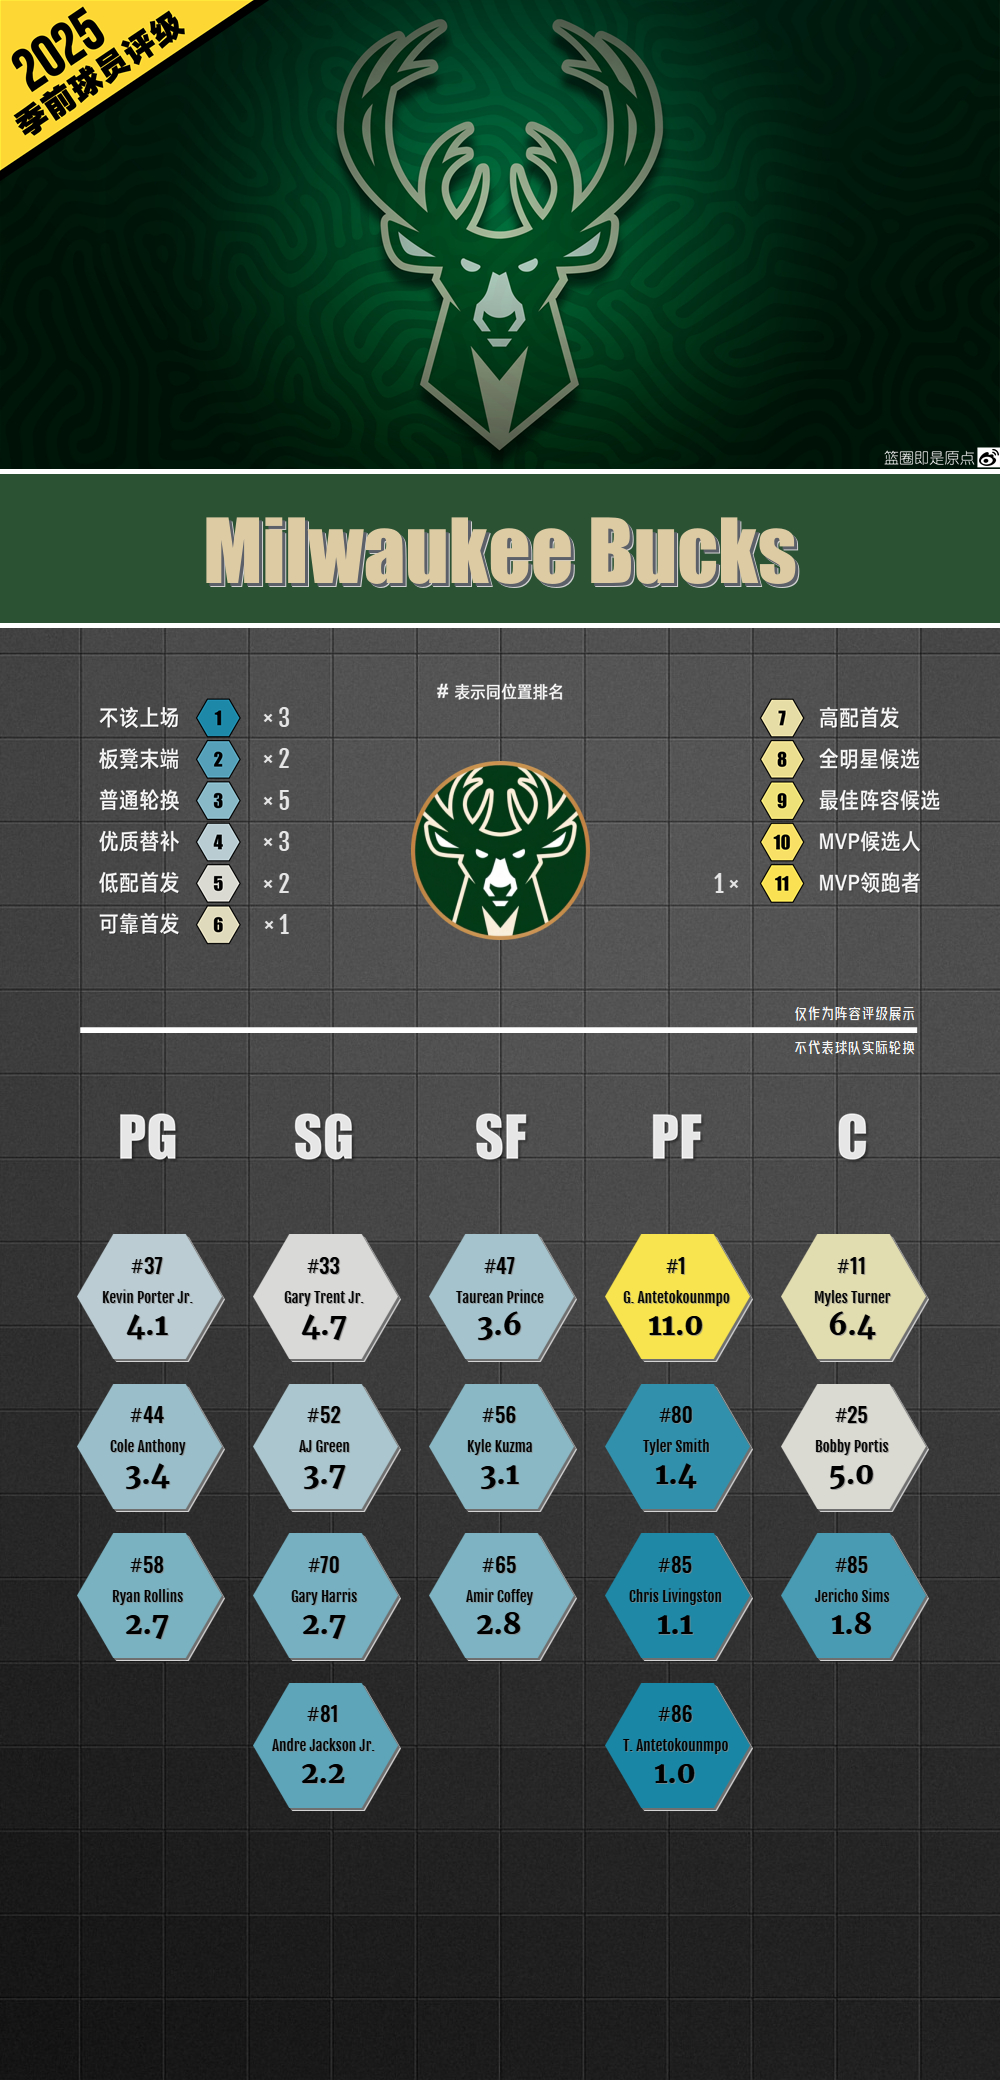 2025
季前球员评级
篮圈即是原点
Milwaukee Bucks
# 表示同位置排名
不该上场 1 ×3
板凳末端 2 ×2
普通轮换 3 ×5
优质替补 4 ×3
低配首发 5 ×2
可靠首发 6 ×1
7 高配首发
8 全明星候选
9 最佳阵容候选
10 MVP候选人
1× 11 MVP领跑者
仅作为阵容评级展示
不代表球队实际轮换
PG SG SF PF C
#37 #33 #47 #1 #11
Kevin Porter Jr. Gary Trent Jr. Taurean Prince G. Antetokounmpo Myles Turner
4.1 4.7 3.6 11.0 6.4
#44 #52 #56 #80 #25
Cole Anthony AJ Green Kyle Kuzma Tyler Smith Bobby Portis
3.4 3.7 3.1 1.4 5.0
#58 #70 #65 #85 #85
Ryan Rollins Gary Harris Amir Coffey Chris Livingston Jericho Sims
2.7 2.7 2.8 1.1 1.8
#81 #86
Andre Jackson Jr. T. Antetokounmpo
2.2 1.0